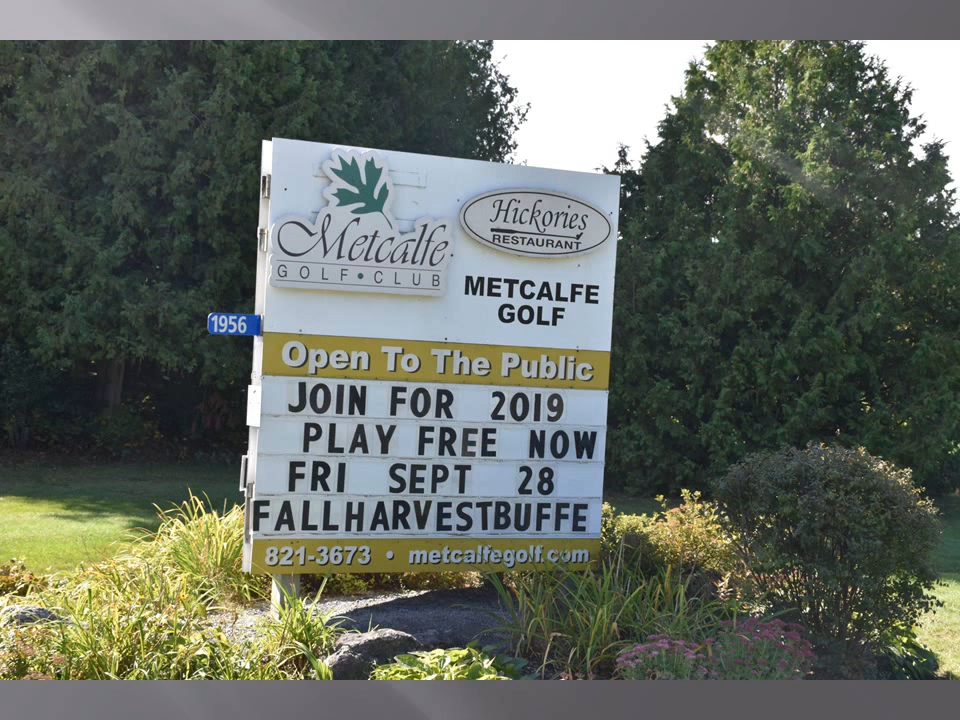 Metcalfe
GOLF • CLUB
Hickories
RESTAURANT
METCALFE
GOLF
1956
Open To The Public
JOIN FOR 2019
PLAY FREE NOW
FRI SEPT 28
FALLHARVESTBUFFE
821-3673 • metcalfegolf.com